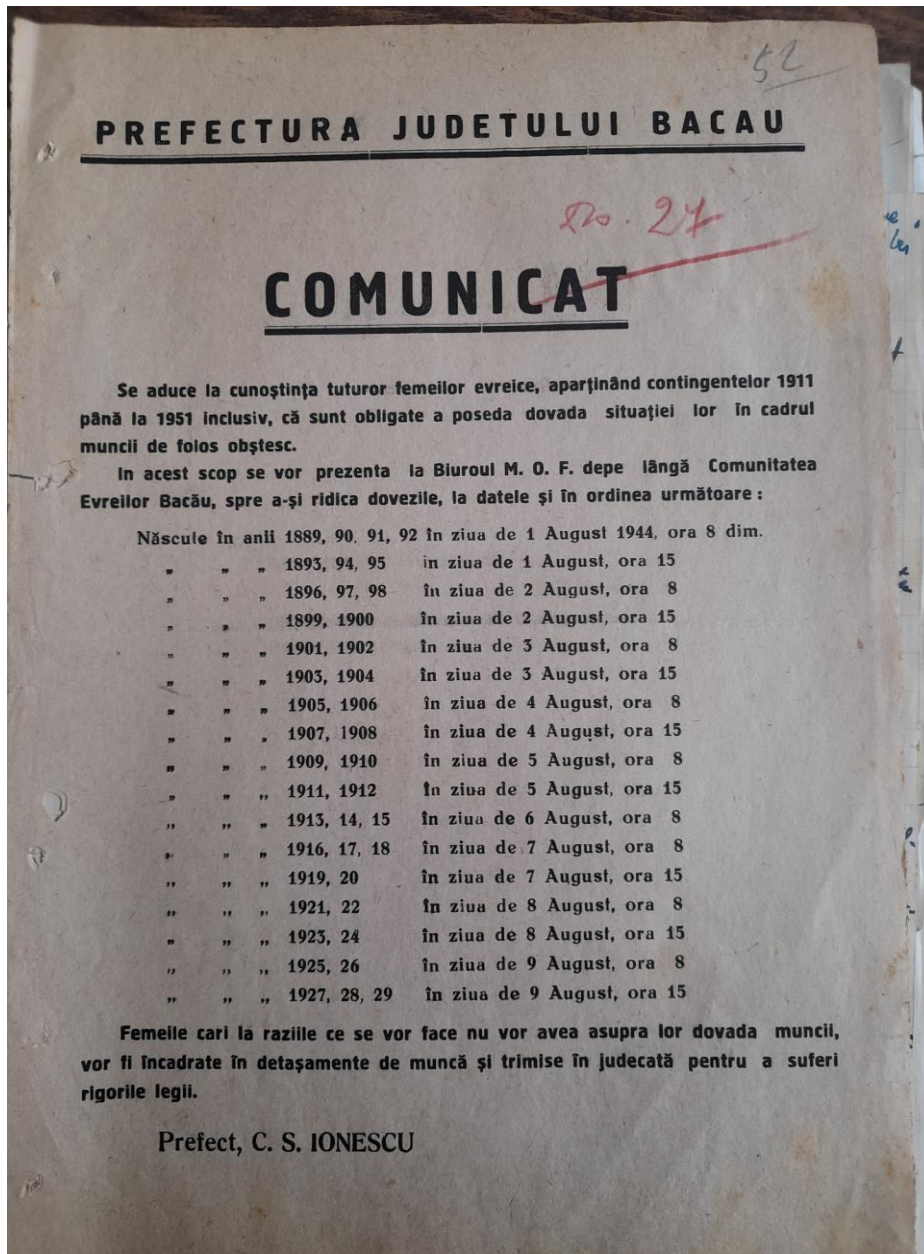 52
PREFECTURA JUDETULUI BACAU
No. 27
COMUNICAT
Se aduce la cunoștința tuturor femeilor evreice, aparținând contingentelor 1911
până la 1951 inclusiv, că sunt obligate a poseda dovada situației lor în cadrul
muncii de folos obștesc.
In acest scop se vor prezenta la Biuroul M. O. F. depe lângă Comunitatea
Evreilor Bacău, spre a-și ridica dovezile, la datele și în ordinea următoare :
Născute în anii 1889, 90. 91, 92 în ziua de 1 August 1944, ora 8 dim.
„ „ „ 1893, 94, 95 in ziua de 1 August, ora 15
„ „ „ 1896, 97, 98 în ziua de 2 August, ora 8
„ „ „ 1899, 1900 în ziua de 2 August, ora 15
„ „ „ 1901, 1902 în ziua de 3 August, ora 8
„ „ „ 1903, 1904 în ziua de 3 August, ora 15
„ „ „ 1905, 1906 în ziua de 4 August, ora 8
„ „ „ 1907, 1908 în ziua de 4 August, ora 15
„ „ „ 1909, 1910 în ziua de 5 August, ora 8
„ „ „ 1911, 1912 în ziua de 5 August, ora 15
„ „ „ 1913, 14, 15 în ziua de 6 August, ora 8
„ „ „ 1916, 17, 18 în ziua de 7 August, ora 8
„ „ „ 1919, 20 în ziua de 7 August, ora 15
„ „ „ 1921, 22 în ziua de 8 August, ora 8
„ „ „ 1923, 24 în ziua de 8 August, ora 15
„ „ „ 1925, 26 în ziua de 9 August, ora 8
„ „ „ 1927, 28, 29 în ziua de 9 August, ora 15
Femeile cari la raziile ce se vor face nu vor avea asupra lor dovada muncii,
vor fi încadrate în detașamente de muncă și trimise în judecată pentru a suferi
rigorile legii.
Prefect, C. S. IONESCU